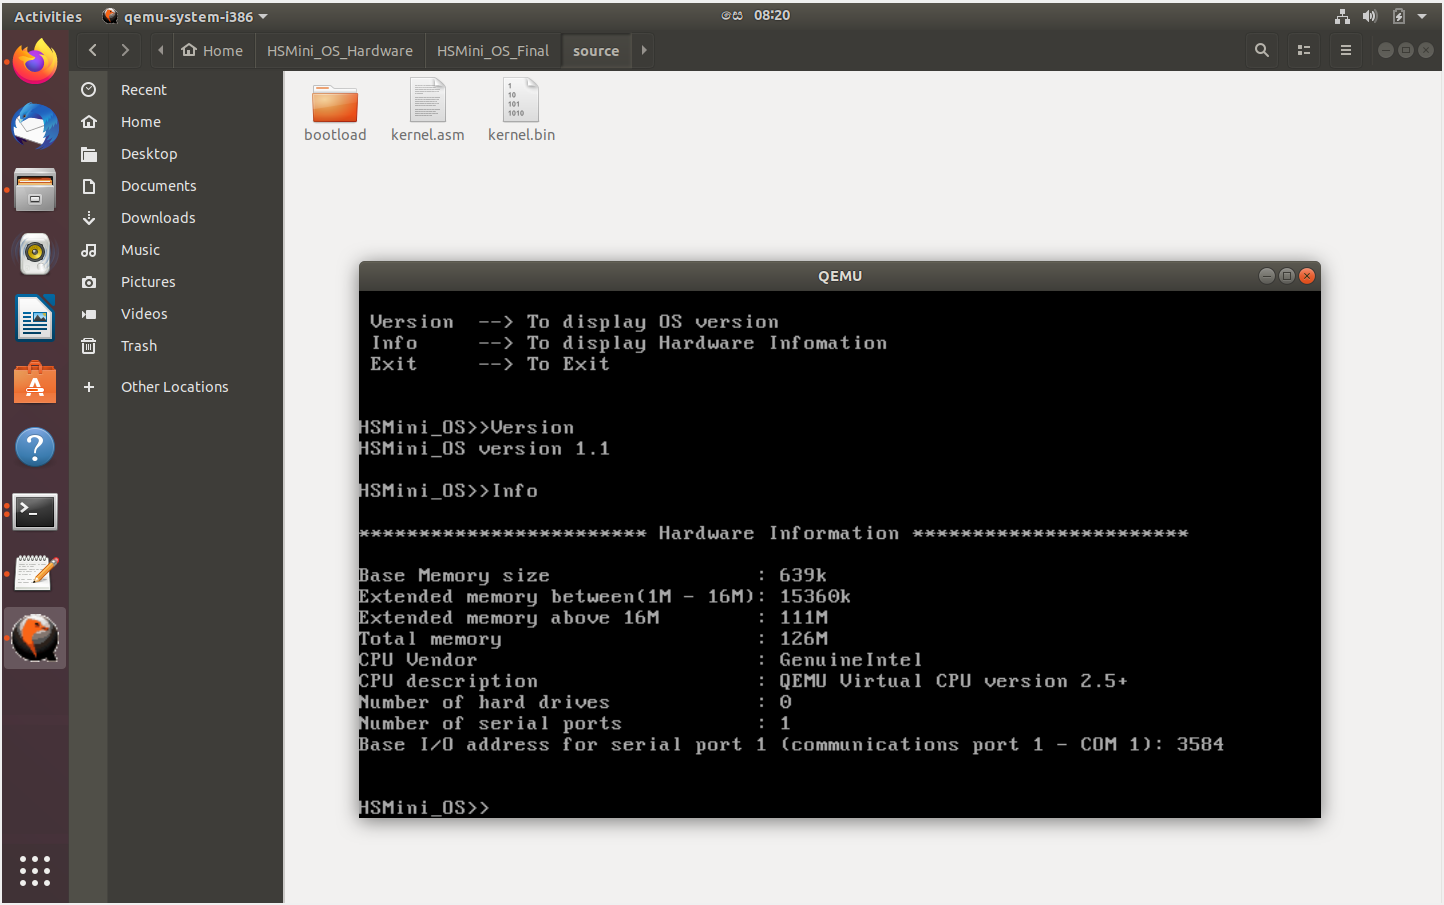 Activities
qemu-system-i386
සෙ 08:20
Home
HSMini_OS_Hardware
HSMini_OS_Final
source
Recent
Home
Desktop
Documents
Downloads
Music
Pictures
Videos
Trash
Other Locations
bootload
kernel.asm
kernel.bin
QEMU
Version --> To display OS version
Info --> To display Hardware Infomation
Exit --> To Exit
HSMini_OS>>Version
HSMini_OS version 1.1
HSMini_OS>>Info
************************ Hardware Information ***********************
Base Memory size : 639k
Extended memory between(1M - 16M): 15360k
Extended memory above 16M : 111M
Total memory : 126M
CPU Vendor : GenuineIntel
CPU description : QEMU Virtual CPU version 2.5+
Number of hard drives : 0
Number of serial ports : 1
Base I/O address for serial port 1 (communications port 1 - COM 1): 3584
HSMini_OS>>